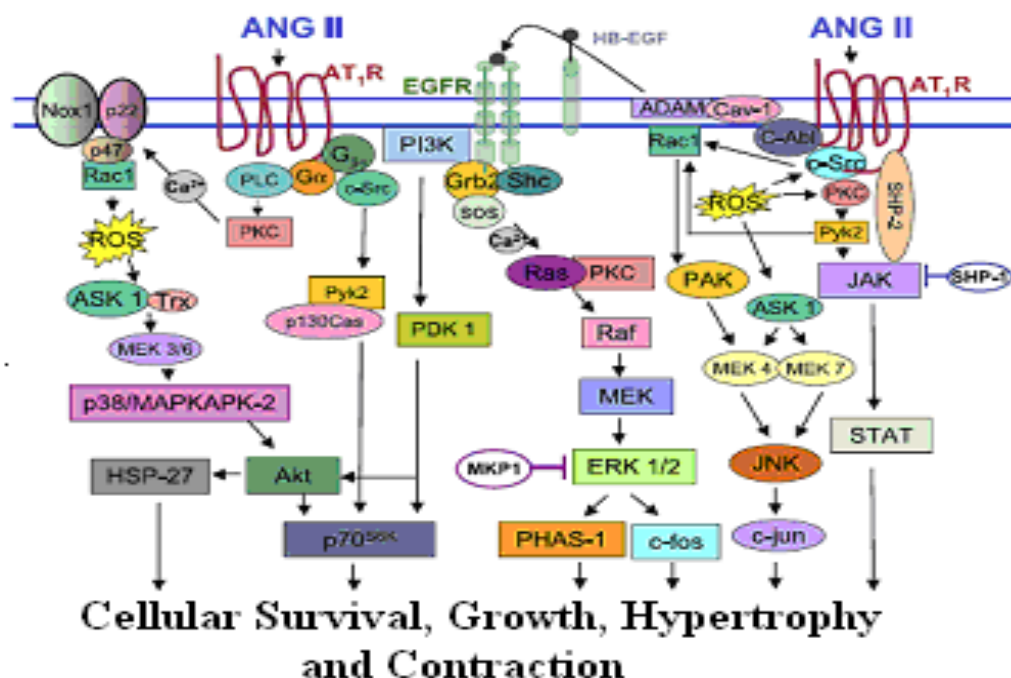 ANG II
ANG II
HB-EGF
AT1R
EGFR
AT1R
Nox1
p22
ADAM
Cav-1
p47
Gβγ
PI3K
Rac1
C-Abl
Rac1
Ca2+
PLC
Gα
c-Src
Grb2
Shc
c-Src
ROS
PKC
SHP-2
ROS
PKC
SOS
Ca2+
Pyk2
Ras
PKC
PAK
JAK
SHP-1
ASK 1
Trx
Pyk2
p130Cas
PDK 1
Raf
ASK 1
MEK 3/6
MEK 4
MEK 7
p38/MAPKAPK-2
MEK
STAT
HSP-27
Akt
MKP1
ERK 1/2
JNK
p70S6K
PHAS-1
c-fos
c-jun
Cellular Survival, Growth, Hypertrophy
and Contraction